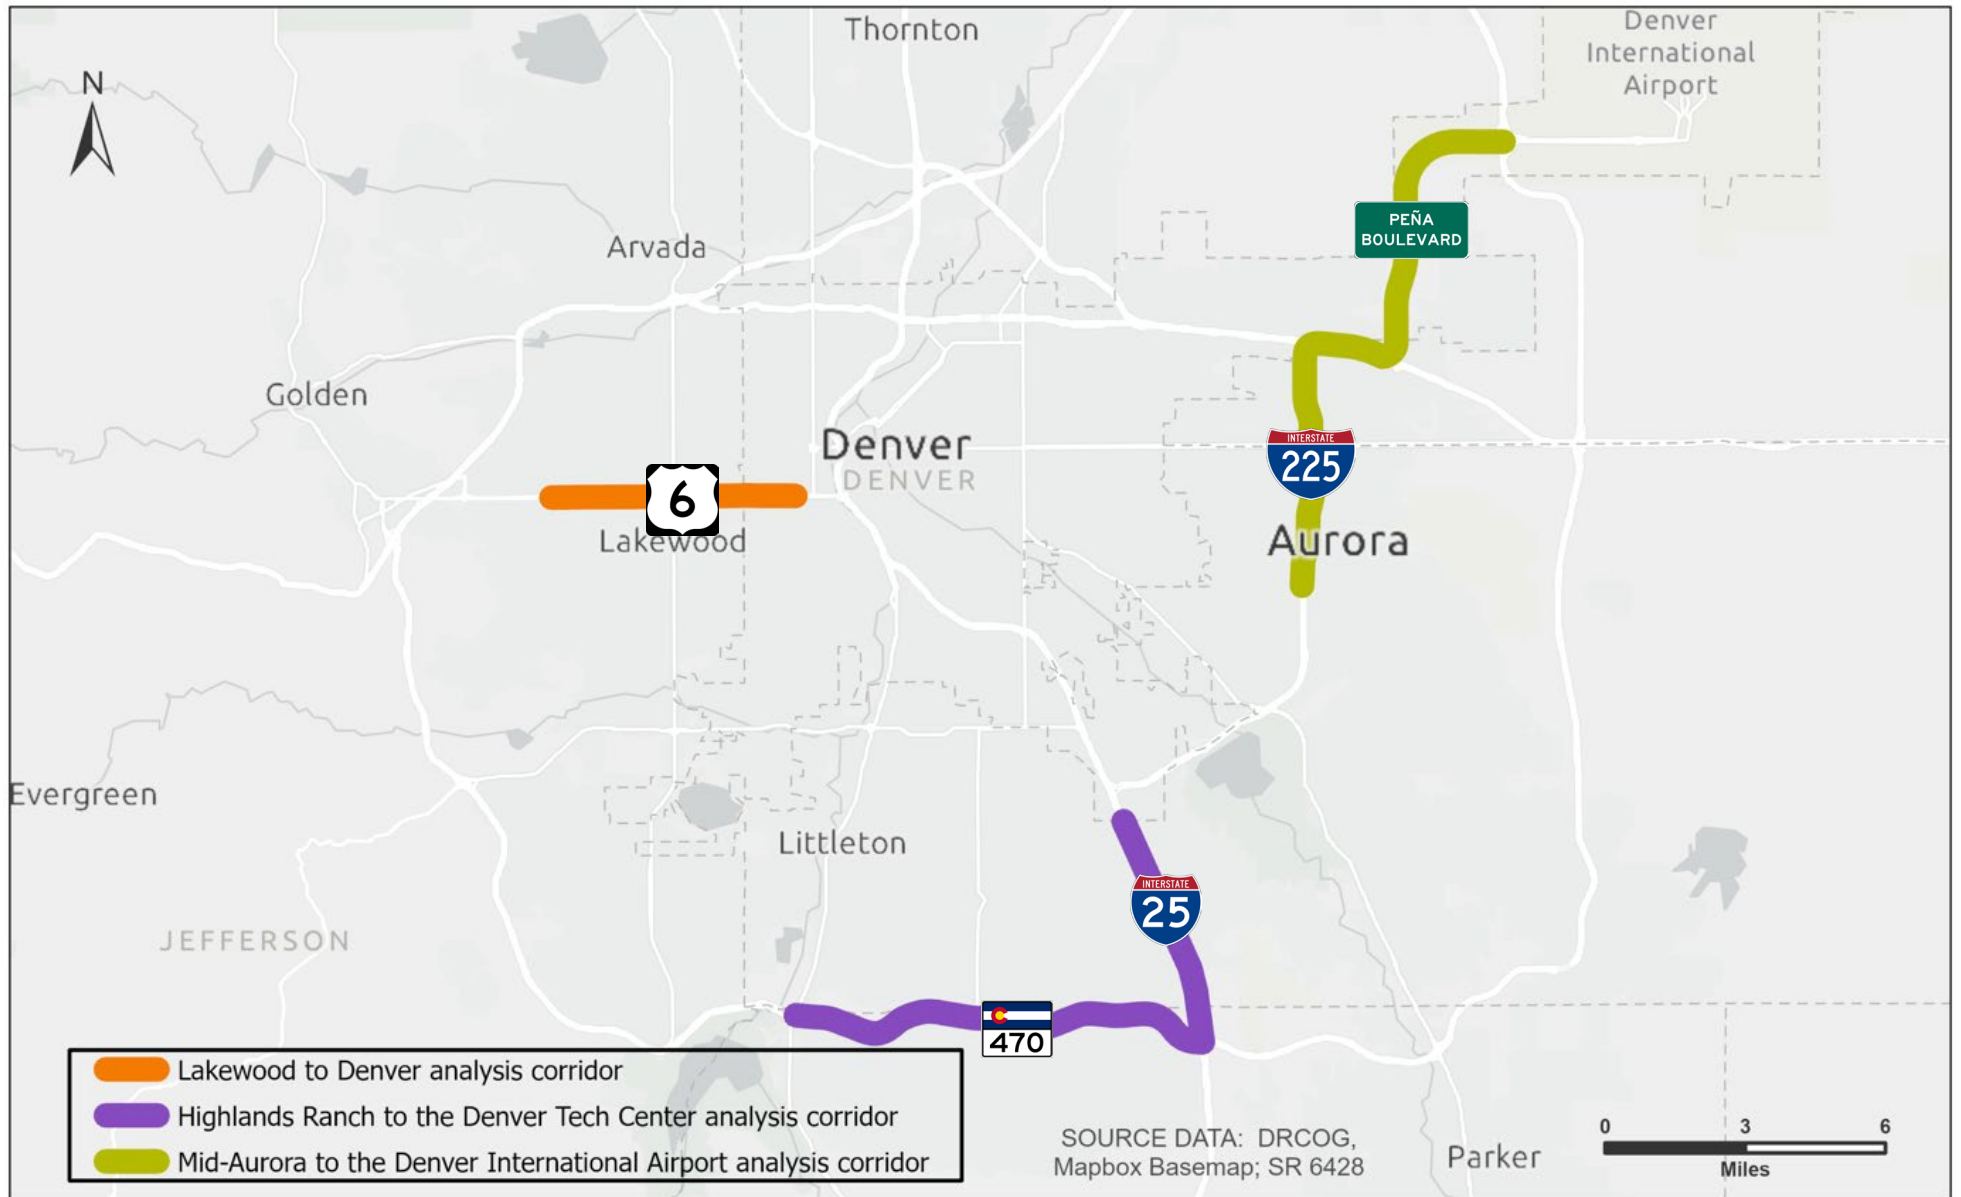 Thornton
Denver
International
Airport
N
PEÑA
BOULEVARD
Arvada
Golden
Denver
DENVER
INTERSTATE
225
6
Lakewood
Aurora
Evergreen
Littleton
INTERSTATE
25
JEFFERSON
470
Lakewood to Denver analysis corridor
Highlands Ranch to the Denver Tech Center analysis corridor
Mid-Aurora to the Denver International Airport analysis corridor
SOURCE DATA: DRCOG,
Mapbox Basemap; SR 6428
Parker
0 3 6
Miles